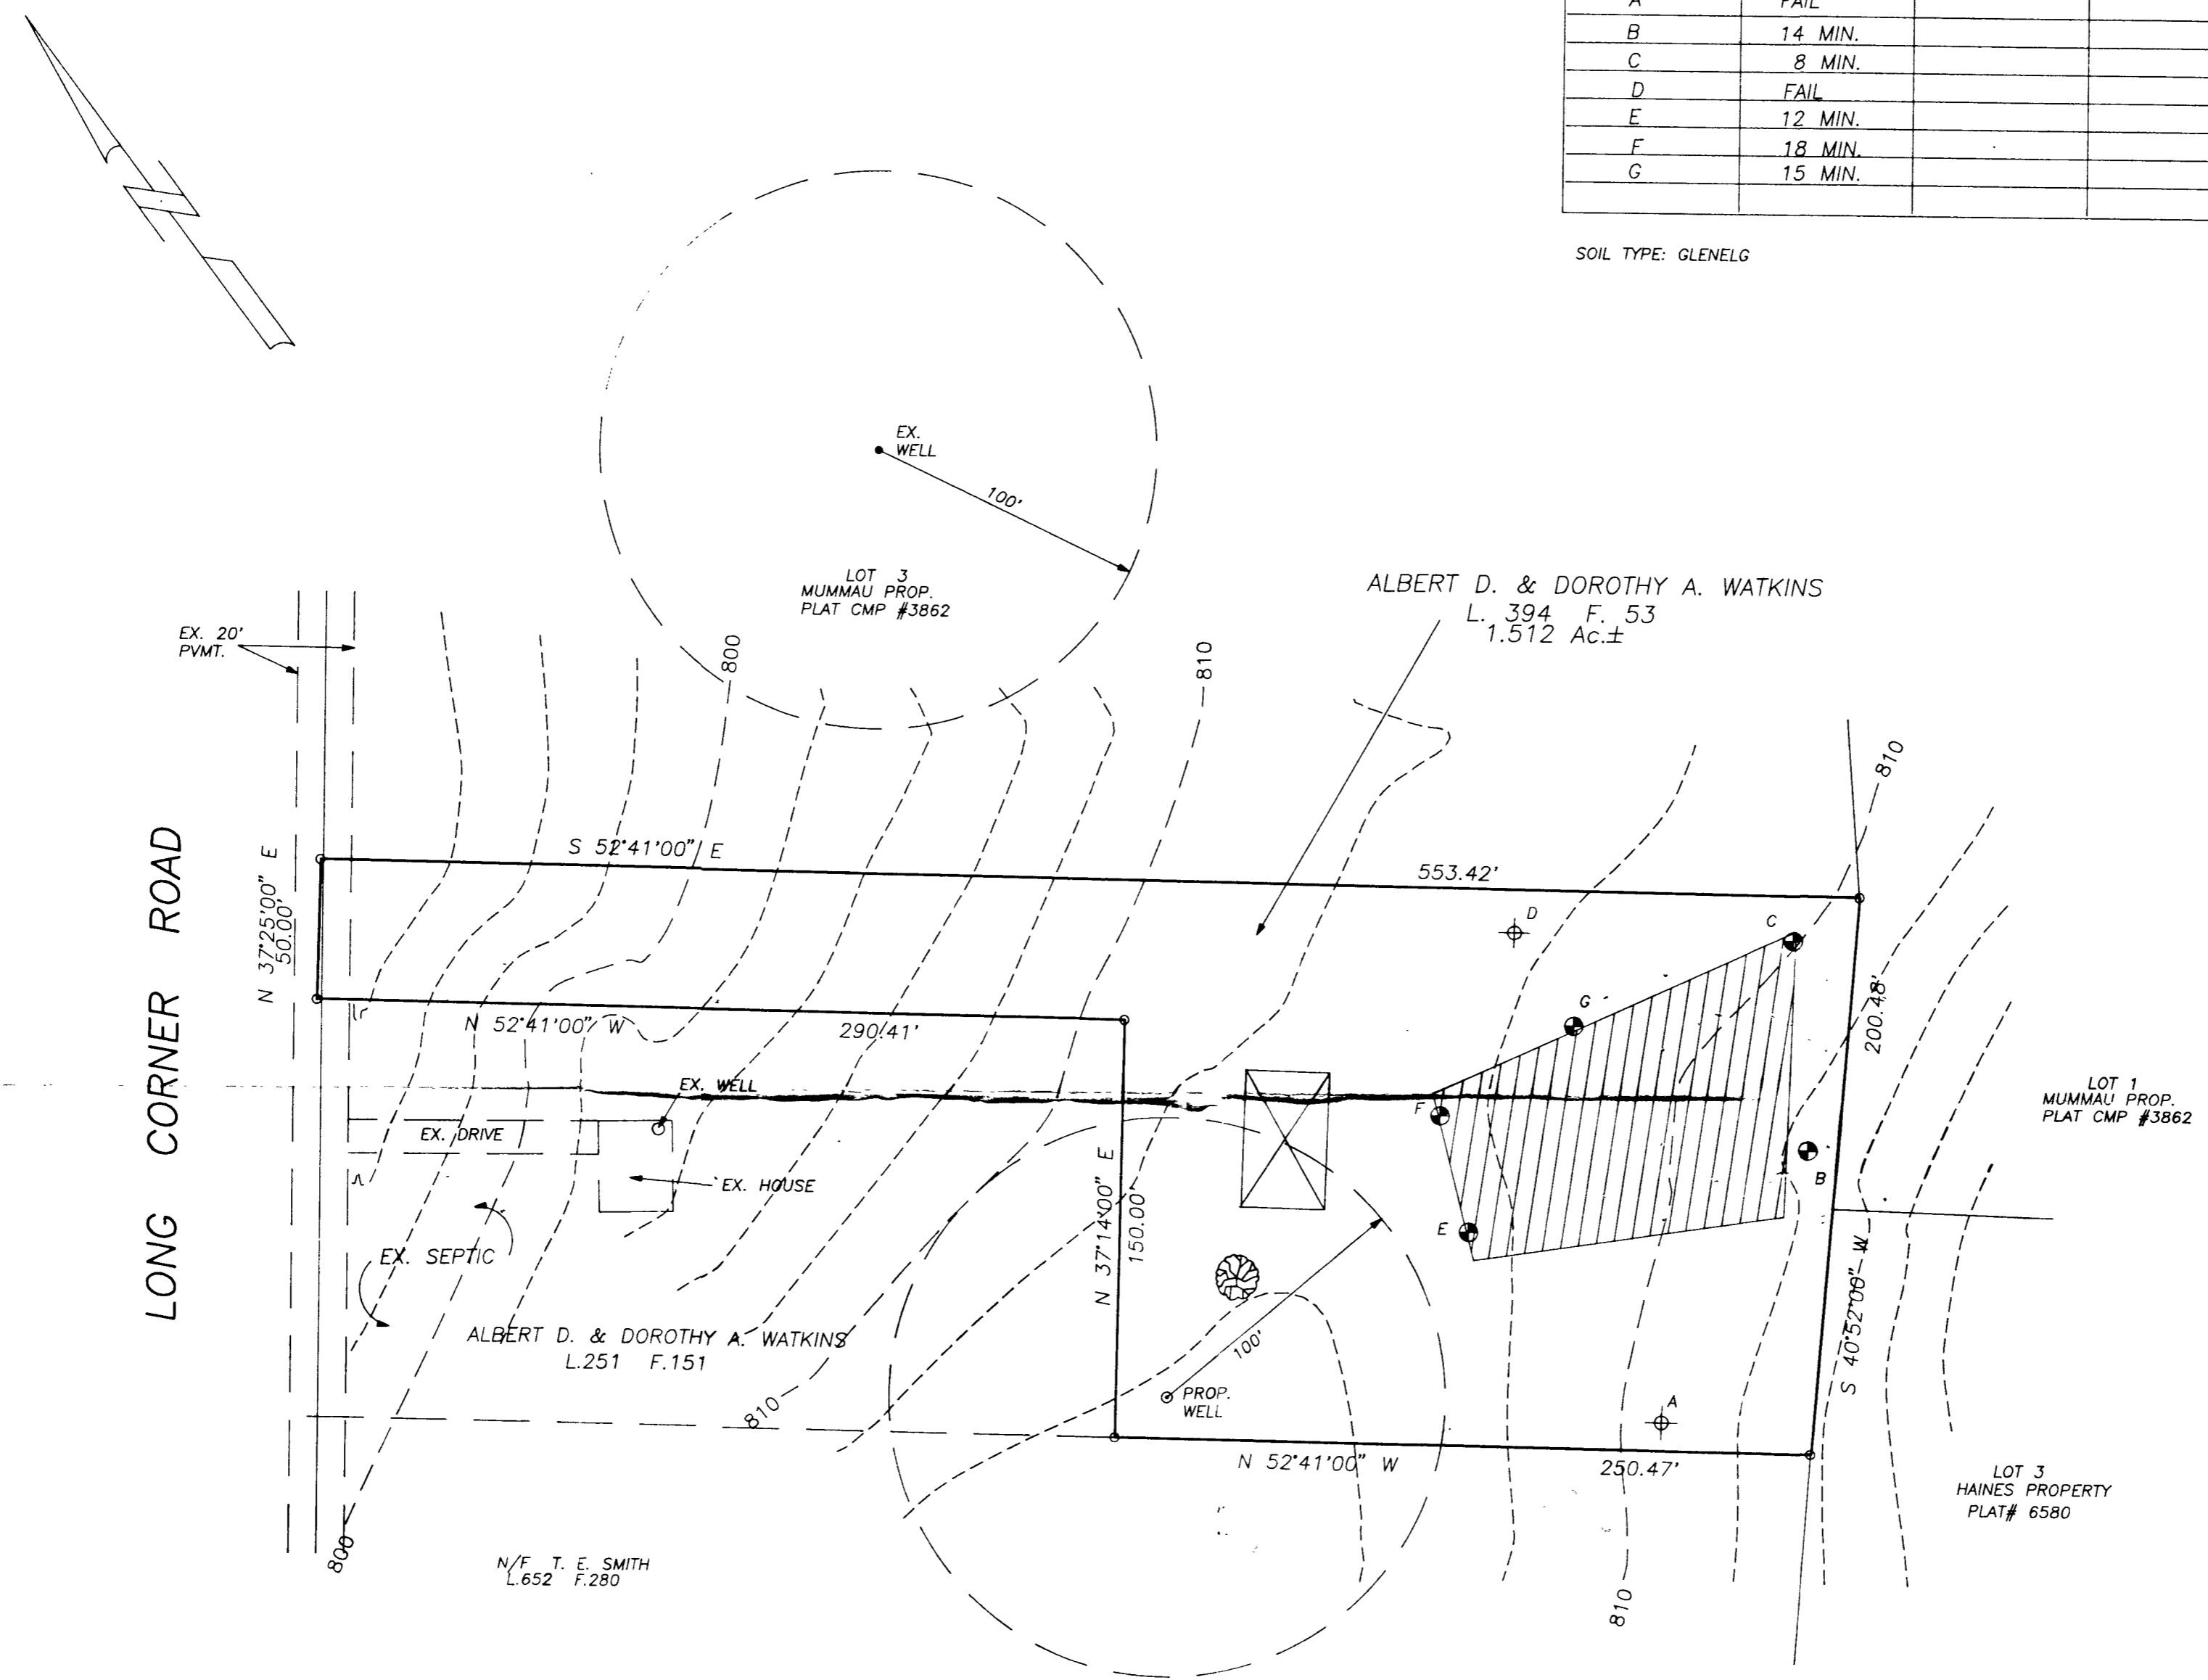 A FAIL
B 14 MIN.
C 8 MIN.
D FAIL
E 12 MIN.
F 18 MIN.
G 15 MIN.
SOIL TYPE: GLENELG
EX.
WELL
100'
LOT 3
MUMMAU PROP.
PLAT CMP #3862
ALBERT D. & DOROTHY A. WATKINS
L. 394 F. 53
1.512 Ac.±
EX. 20'
PVMT.
800
810
810
LONG CORNER ROAD
N 37°25'00" E
50.00'
S 52°41'00" E
553.42'
D
C
G
200.48'
S 40°52'00" W
N 52°41'00" W
290.41'
EX. WELL
EX. DRIVE
EX. HOUSE
EX. SEPTIC
N 37°14'00" E
150.00'
F
B
E
LOT 1
MUMMAU PROP.
PLAT CMP #3862
ALBERT D. & DOROTHY A. WATKINS
L.251 F.151
100'
PROP.
WELL
A
810
N 52°41'00" W
250.47'
LOT 3
HAINES PROPERTY
PLAT# 6580
800
N/F T. E. SMITH
L.652 F.280
810